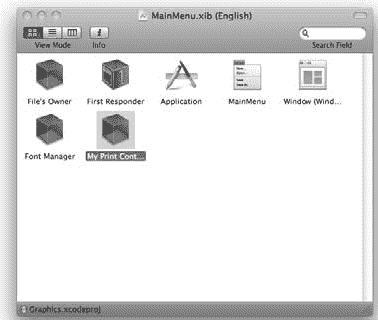 MainMenu.xib (English)
View Mode
Info
Search Field
File's Owner
First Responder
Application
MainMenu
Window (Wind...
Font Manager
My Print Cont...
Graphics.xcodeproj